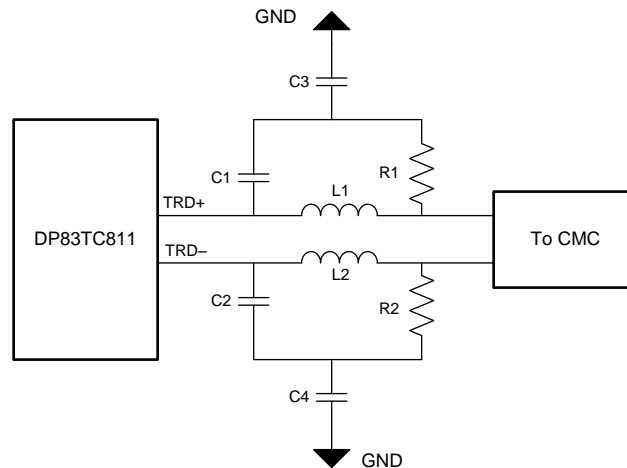 GND
C3
C1
L1
R1
TRD+
DP83TC811
To CMC
TRD–
L2
C2
R2
C4
GND